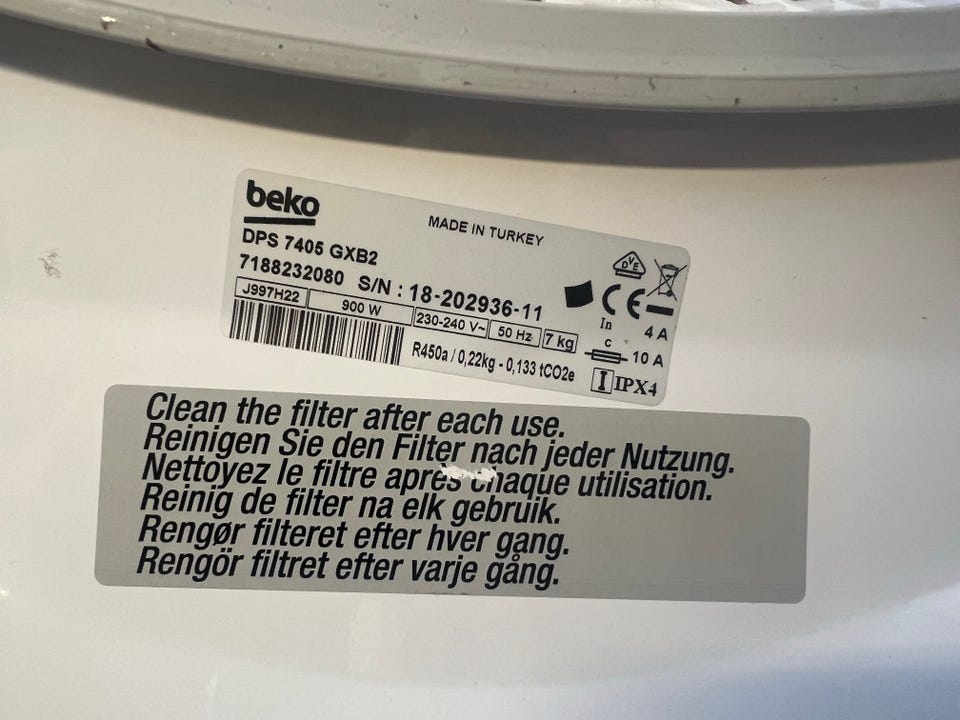 beko
MADE IN TURKEY
DPS 7405 GXB2
7188232080 S/N : 18-202936-11
J997H22 900 W 230-240 V~ 50 Hz 7 kg
R450a / 0,22kg - 0,133 tCO2e
DVE
CE
In 4 A
c 10 A
I IPX4
Clean the filter after each use.
Reinigen Sie den Filter nach jeder Nutzung.
Nettoyez le filtre apres chaque utilisation.
Reinig de filter na elk gebruik.
Rengør filteret efter hver gang.
Rengör filtret efter varje gång.